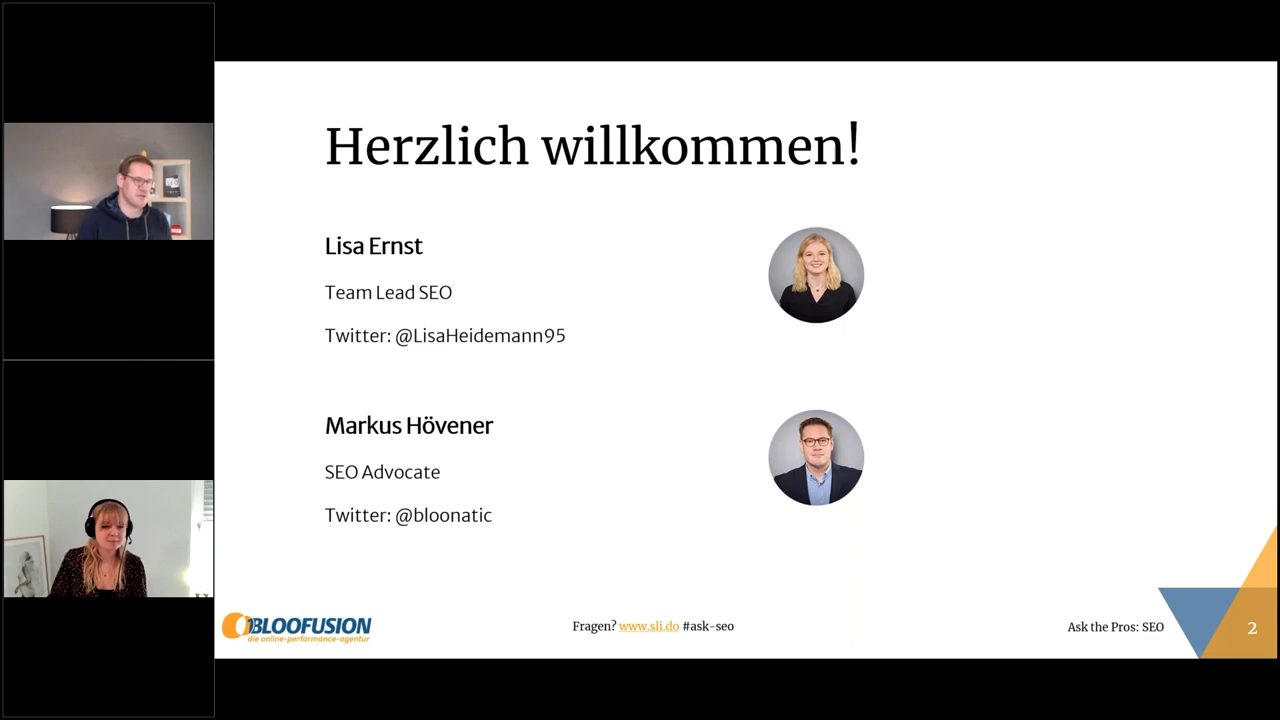 Herzlich willkommen!
Lisa Ernst
Team Lead SEO
Twitter: @LisaHeidemann95
Markus Hövener
SEO Advocate
Twitter: @bloonatic
BLOOFUSION
die online-performance-agentur
Fragen? www.sli.do #ask-seo
Ask the Pros: SEO
2